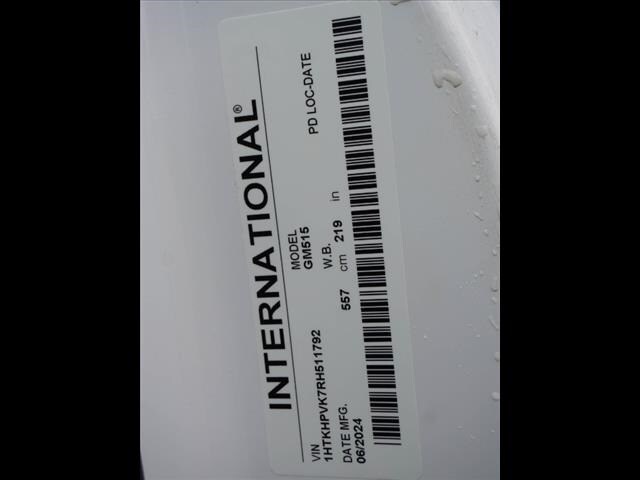 INTERNATIONAL®
VIN MODEL
1HTKHPVK7RH511792 GM515 PD LOC-DATE
DATE MFG. W.B.
06/2024 557 cm 219 in